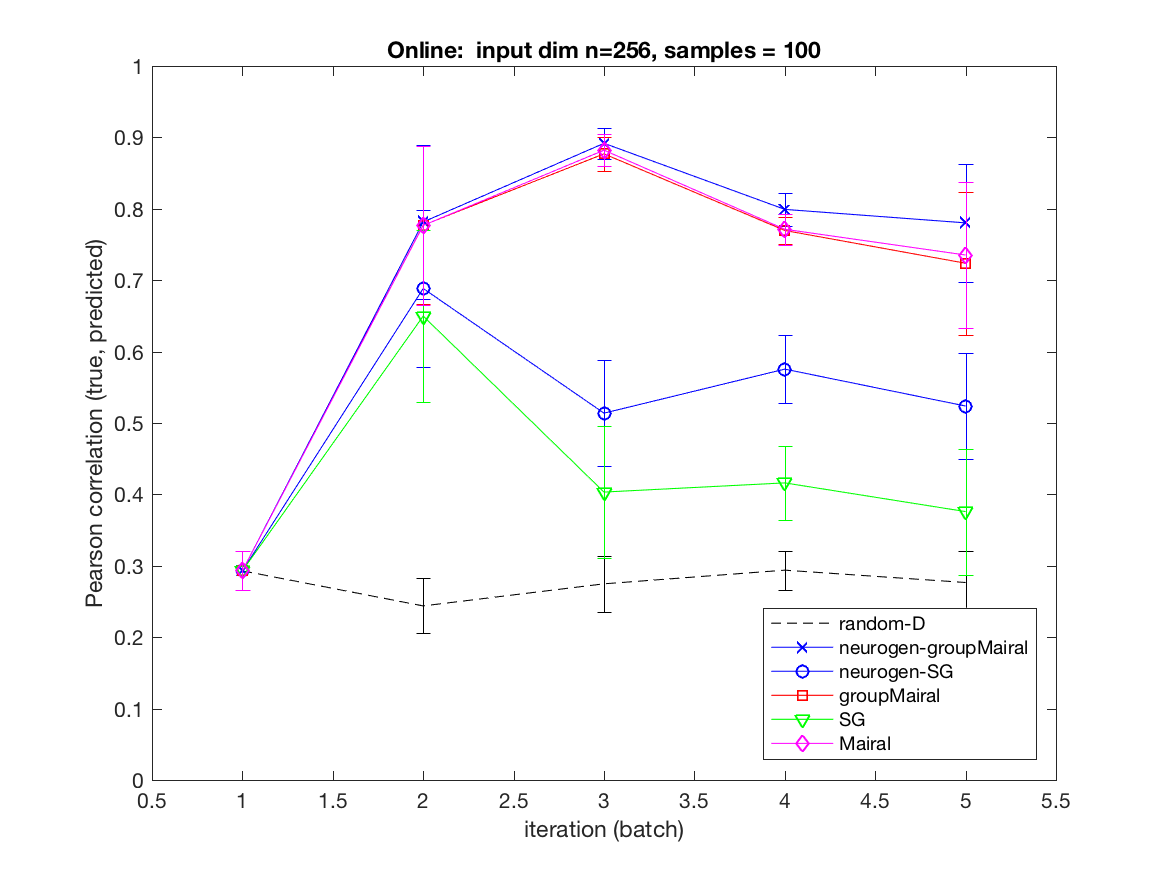 Online:  input dim n=256, samples = 100
Pearson correlation (true, predicted)
1
0.9
0.8
0.7
0.6
0.5
0.4
0.3
0.2
0.1
0
random-D
neurogen-groupMairal
neurogen-SG
groupMairal
SG
Mairal
0.5 1 1.5 2 2.5 3 3.5 4 4.5 5 5.5
iteration (batch)